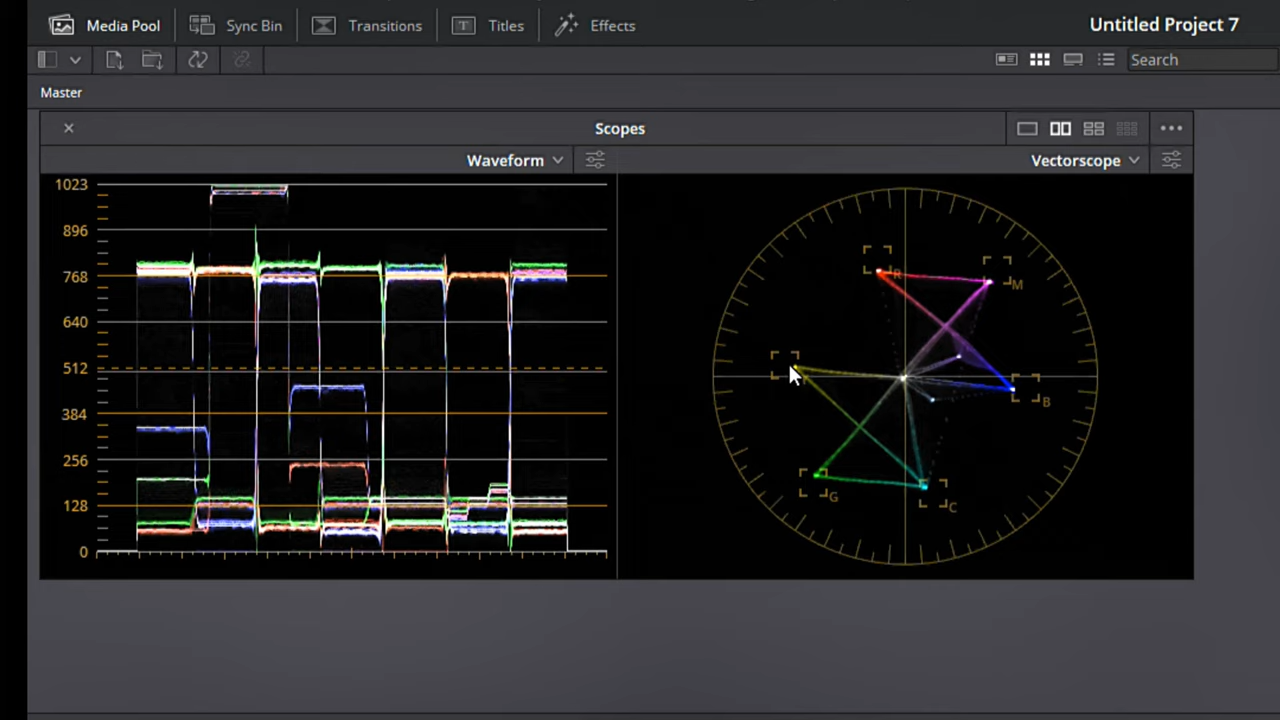 Media Pool
Sync Bin
Transitions
T Titles
Effects
Untitled Project 7
Search
Master
Scopes
Waveform
Vectorscope
1023
896
768
640
512
384
256
128
0
R
M
B
G
C